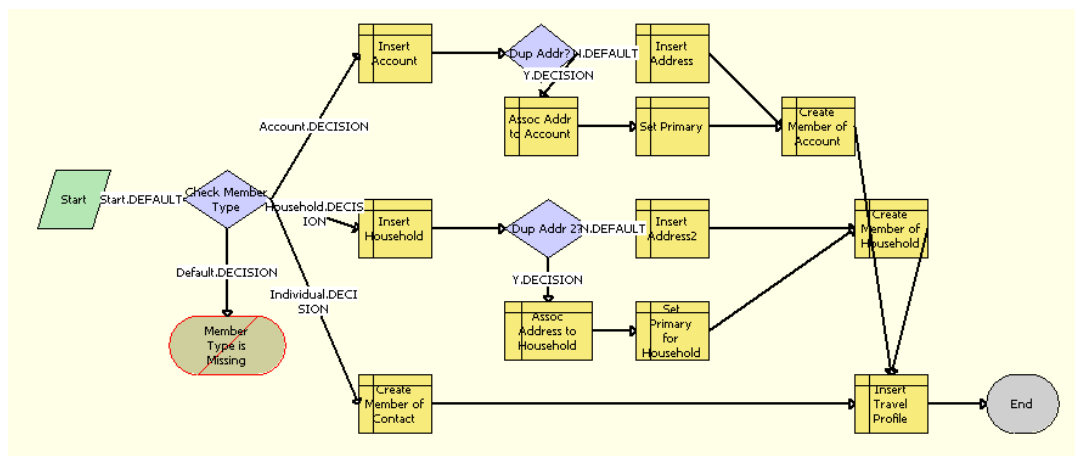 Insert
Account
Dup Addr?
N.DEFAULT
Insert
Address
Y.DECISION
Assoc Addr
to Account
Set Primary
Create
Member of
Account
Account.DECISION
Start
Start.DEFAULT
Check Member
Type
Household.DECIS
ION
Insert
Household
Dup Addr 2?
N.DEFAULT
Insert
Address2
Create
Member of
Household
Default.DECISION
Individual.DECI
SION
Y.DECISION
Member
Type is
Missing
Assoc
Address to
Household
Set
Primary
for
Household
Create
Member of
Contact
Insert
Travel
Profile
End